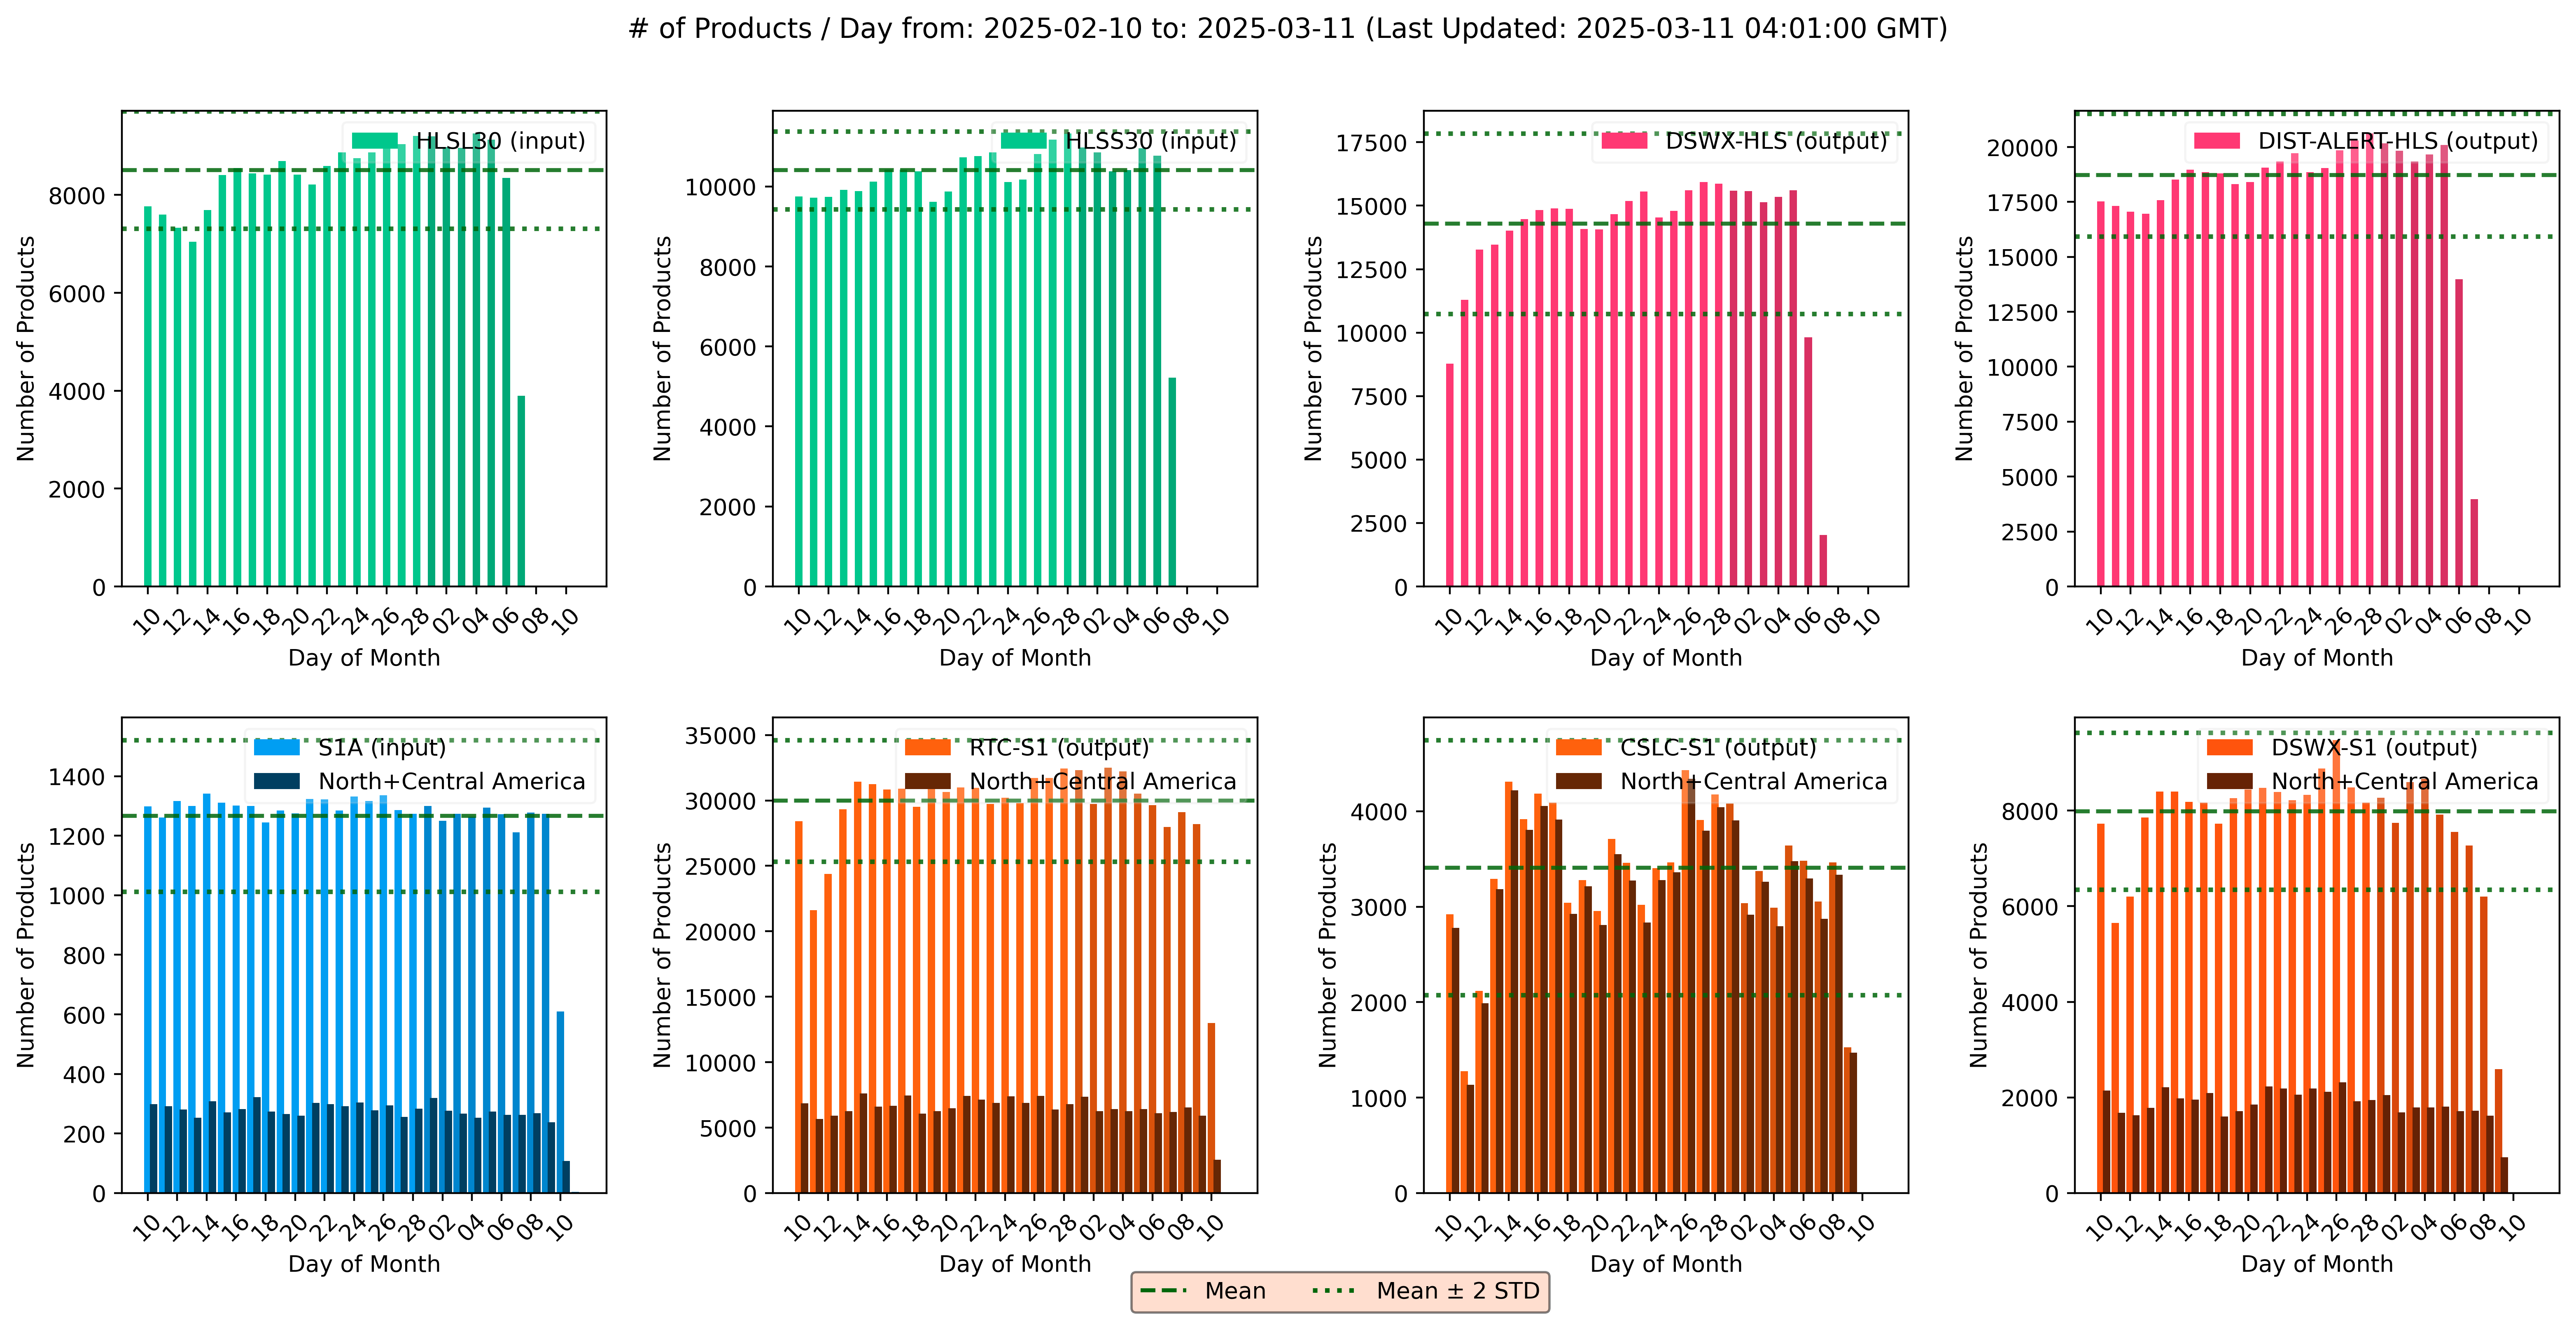 # of Products / Day from: 2025-02-10 to: 2025-03-11 (Last Updated: 2025-03-11 04:01:00 GMT)
HLSL30 (input)
Number of Products
8000
6000
4000
2000
0
10 12 14 16 18 20 22 24 26 28 02 04 06 08 10
Day of Month
HLSS30 (input)
Number of Products
10000
8000
6000
4000
2000
0
10 12 14 16 18 20 22 24 26 28 02 04 06 08 10
Day of Month
DSWX-HLS (output)
Number of Products
17500
15000
12500
10000
7500
5000
2500
0
10 12 14 16 18 20 22 24 26 28 02 04 06 08 10
Day of Month
DIST-ALERT-HLS (output)
Number of Products
20000
17500
15000
12500
10000
7500
5000
2500
0
10 12 14 16 18 20 22 24 26 28 02 04 06 08 10
Day of Month
S1A (input)
North+Central America
Number of Products
1400
1200
1000
800
600
400
200
0
10 12 14 16 18 20 22 24 26 28 02 04 06 08 10
Day of Month
RTC-S1 (output)
North+Central America
Number of Products
35000
30000
25000
20000
15000
10000
5000
0
10 12 14 16 18 20 22 24 26 28 02 04 06 08 10
Day of Month
CSLC-S1 (output)
North+Central America
Number of Products
4000
3000
2000
1000
0
10 12 14 16 18 20 22 24 26 28 02 04 06 08 10
Day of Month
DSWX-S1 (output)
North+Central America
Number of Products
8000
6000
4000
2000
0
10 12 14 16 18 20 22 24 26 28 02 04 06 08 10
Day of Month
Mean Mean ± 2 STD